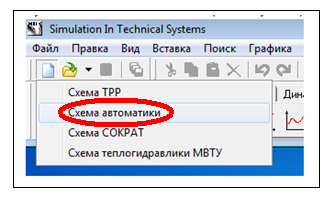 Simulation In Technical Systems
Файл Правка Вид Вставка Поиск Графика
Схема ТРР
Схема автоматики
Схема СОКРАТ
Схема теплогидравлики МВТУ